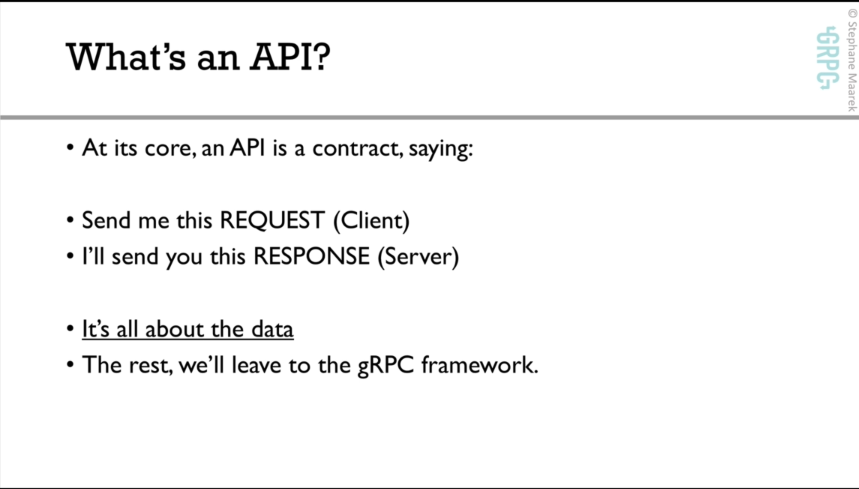 What's an API?
• At its core, an API is a contract, saying:
• Send me this REQUEST (Client)
• I'll send you this RESPONSE (Server)
• It's all about the data
• The rest, we'll leave to the gRPC framework.
GRPC
© Stephane Maarek